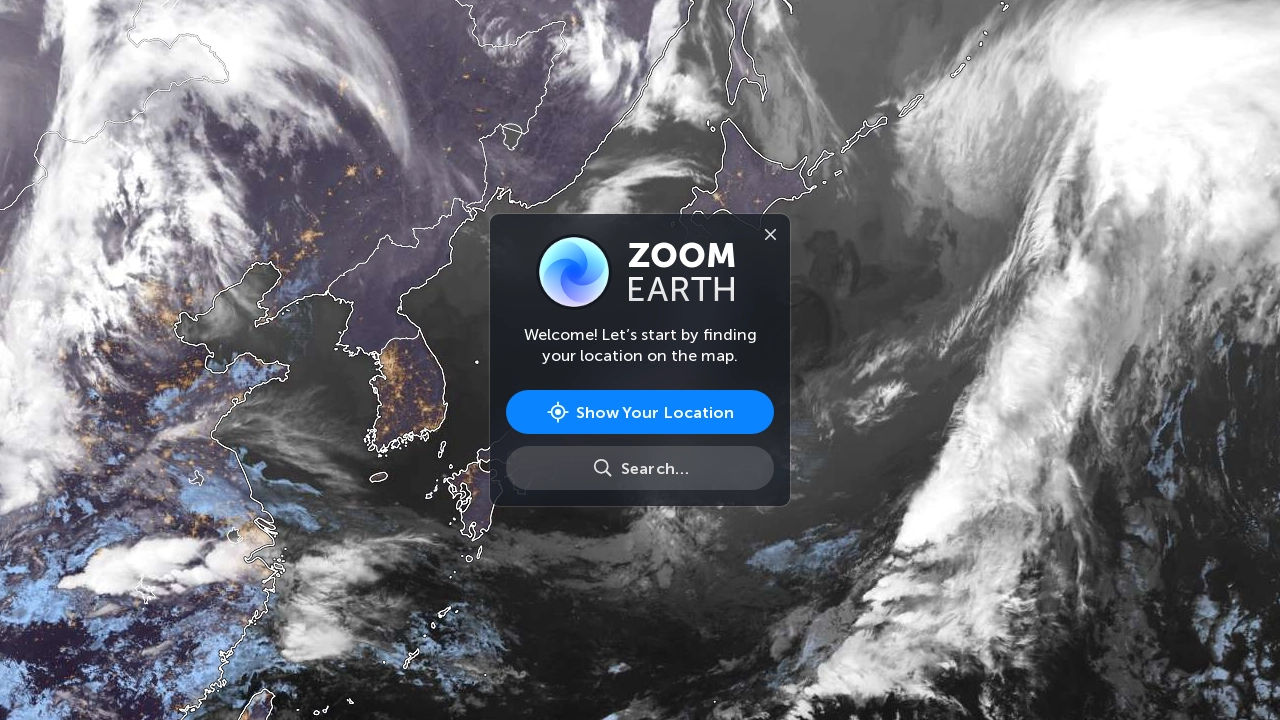 ZOOM
EARTH
Welcome! Let’s start by finding
your location on the map.
Show Your Location
Search...